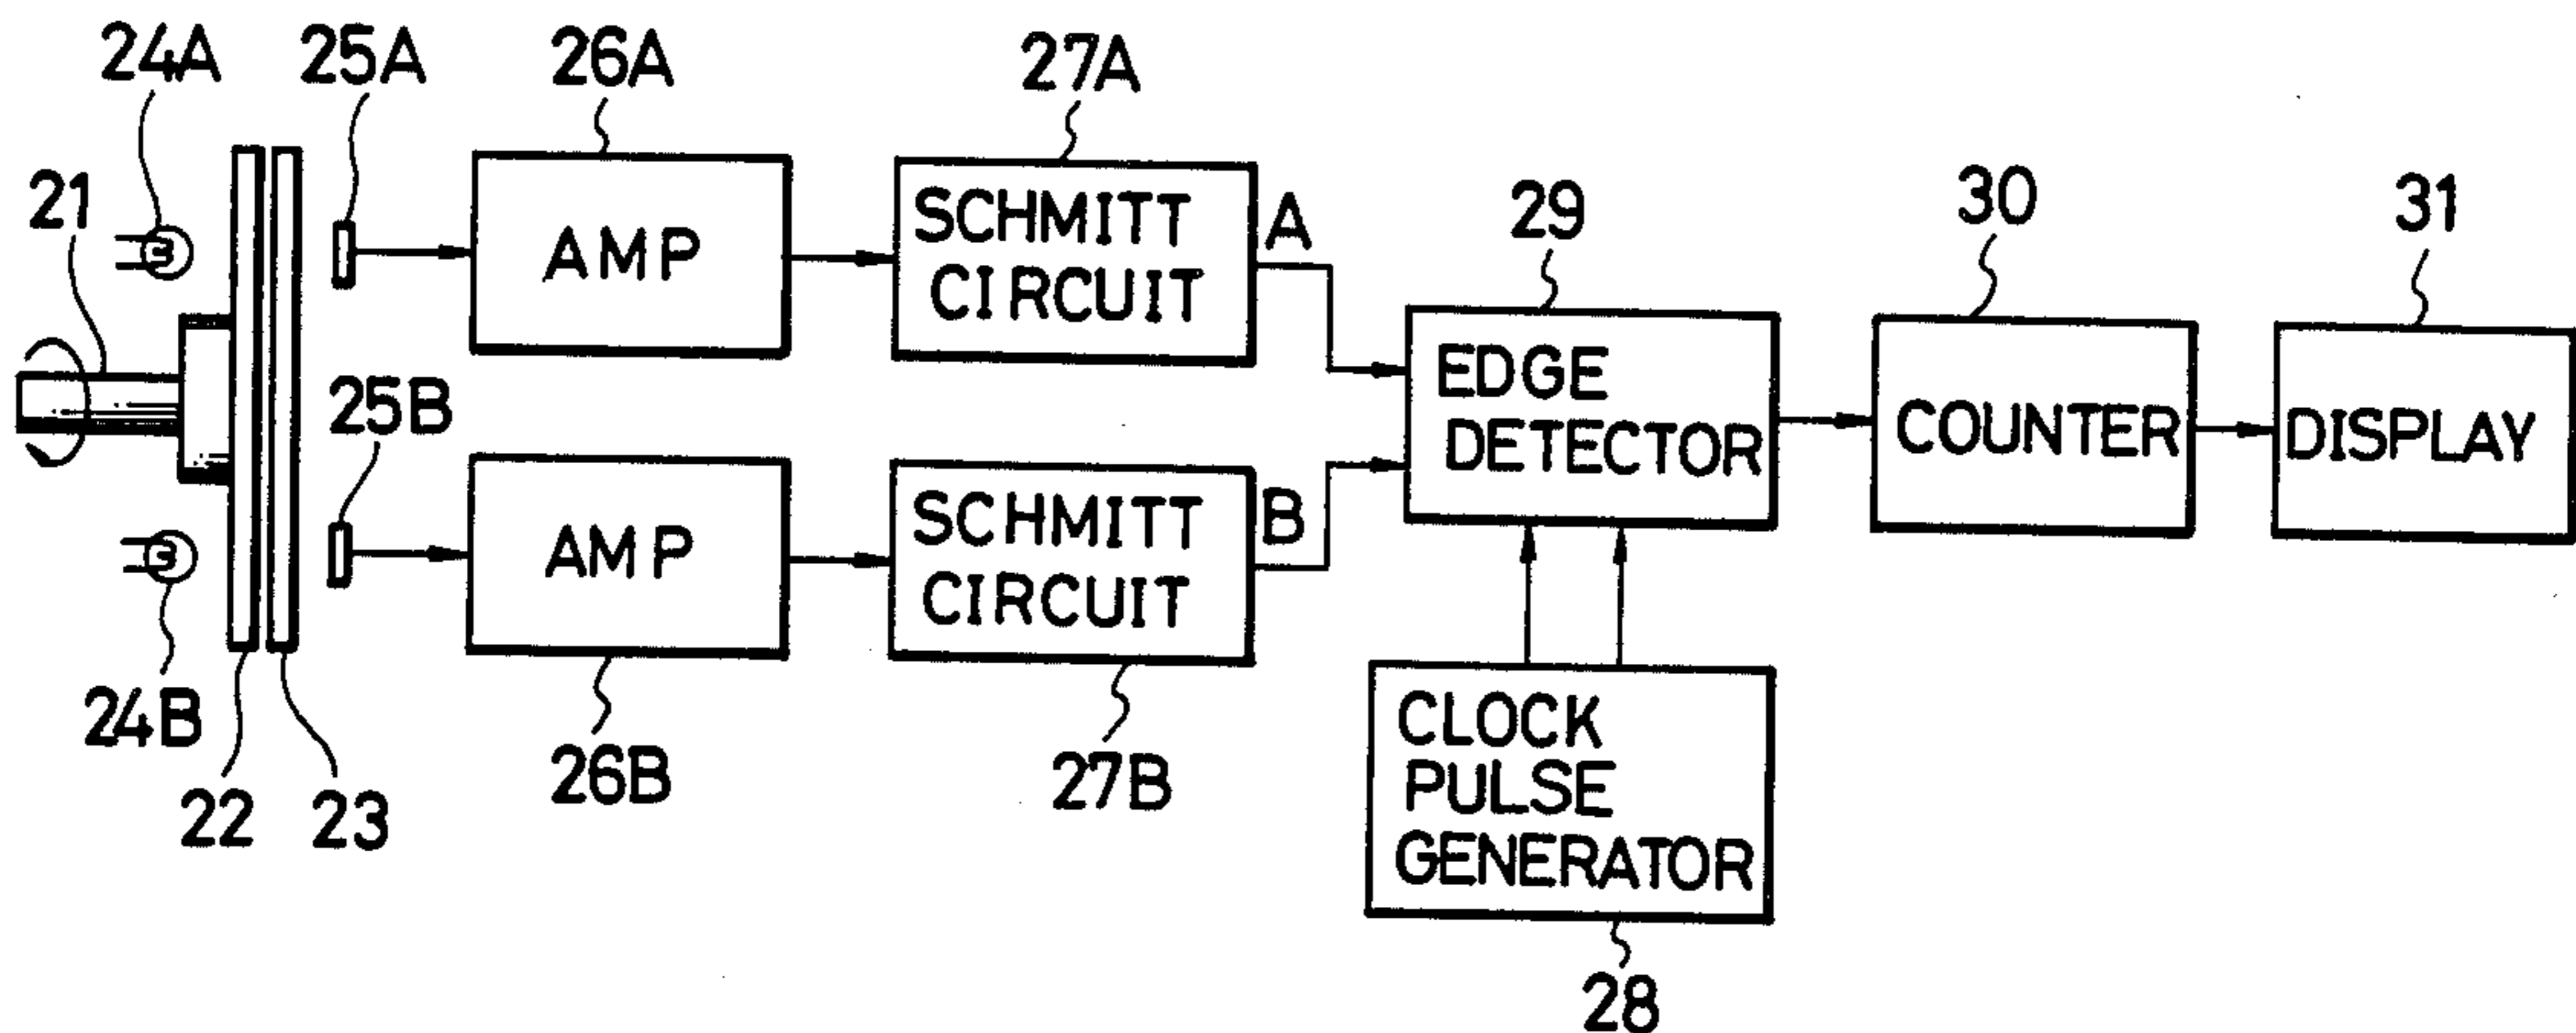 24A
25A
26A
27A
21
AMP
SCHMITT
CIRCUIT
A
29
30
31
25B
EDGE
DETECTOR
COUNTER
DISPLAY
AMP
SCHMITT
CIRCUIT
B
24B
22
23
26B
27B
CLOCK
PULSE
GENERATOR
28